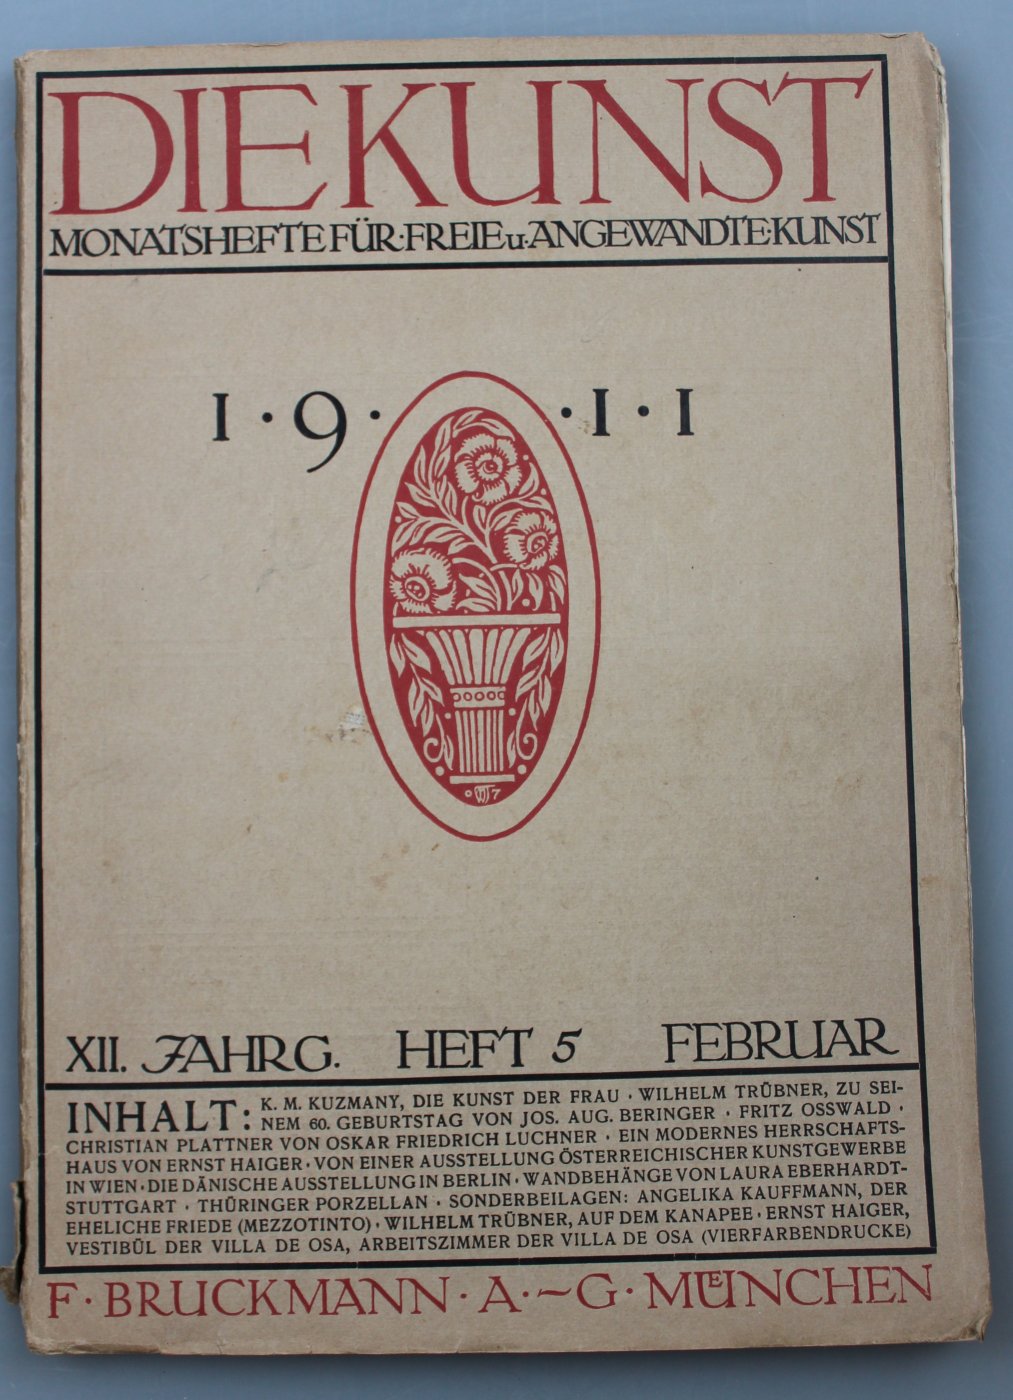 DIE KUNST
MONATSHEFTE FÜR·FREIE u. ANGEWANDTE·KUNST
1·9· ·1·1
XII. JAHRG. HEFT 5 FEBRUAR
INHALT: K. M. KUZMANY, DIE KUNST DER FRAU · WILHELM TRÜBNER, ZU SEI-
NEM 60. GEBURTSTAG VON JOS. AUG. BERINGER · FRITZ OSSWALD ·
CHRISTIAN PLATTNER VON OSKAR FRIEDRICH LUCHNER · EIN MODERNES HERRSCHAFTS-
HAUS VON ERNST HAIGER · VON EINER AUSSTELLUNG ÖSTERREICHISCHER KUNSTGEWERBE
IN WIEN · DIE DÄNISCHE AUSSTELLUNG IN BERLIN · WANDBEHÄNGE VON LAURA EBERHARDT-
STUTTGART · THÜRINGER PORZELLAN · SONDERBEILAGEN: ANGELIKA KAUFFMANN, DER
EHELICHE FRIEDE (MEZZOTINTO) · WILHELM TRÜBNER, AUF DEM KANAPEE · ERNST HAIGER,
VESTIBÜL DER VILLA DE OSA, ARBEITSZIMMER DER VILLA DE OSA (VIERFARBENDRUCKE)
F · BRUCKMANN · A · ~ G · MUENCHEN